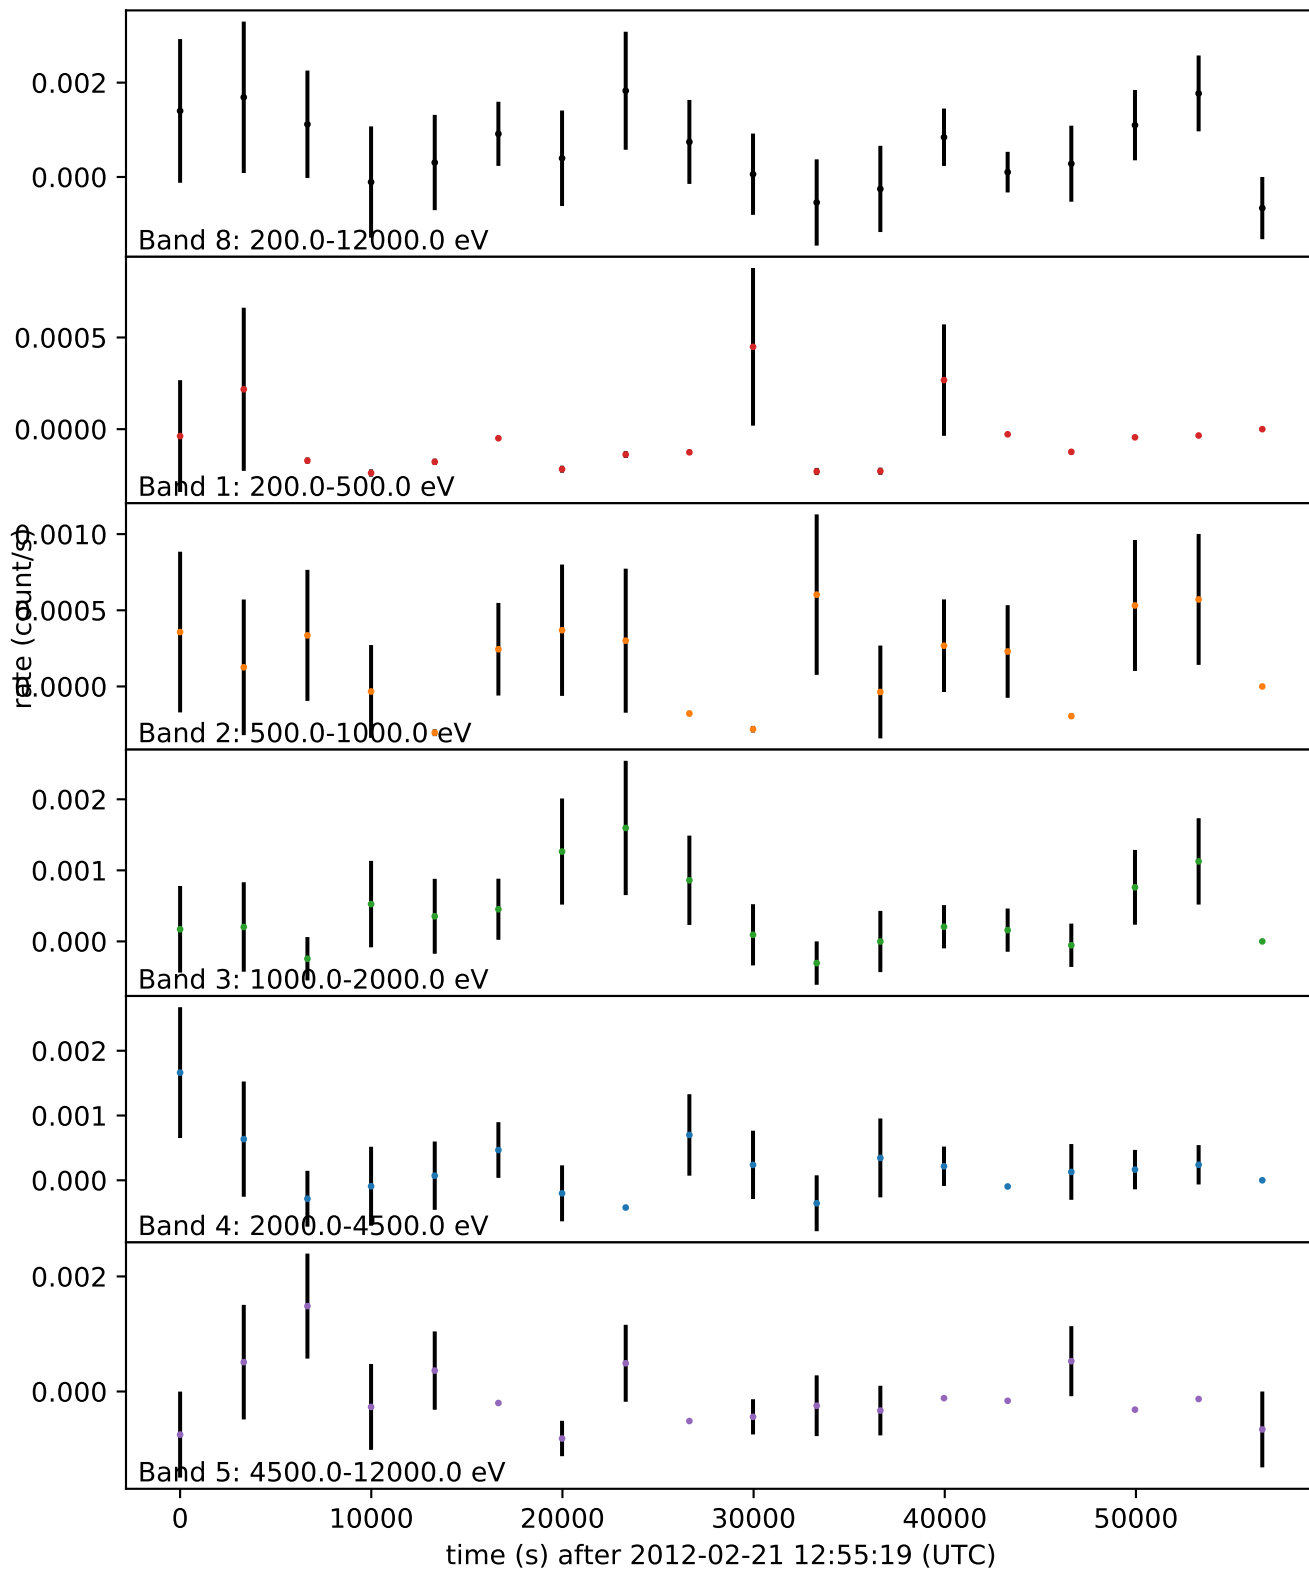 0.002
0.000
Band 8: 200.0-12000.0 eV
0.0005
0.0000
Band 1: 200.0-500.0 eV
rate (count/s)
0.0010
0.0005
0.0000
Band 2: 500.0-1000.0 eV
0.002
0.001
0.000
Band 3: 1000.0-2000.0 eV
0.002
0.001
0.000
Band 4: 2000.0-4500.0 eV
0.002
0.000
Band 5: 4500.0-12000.0 eV
0 10000 20000 30000 40000 50000
time (s) after 2012-02-21 12:55:19 (UTC)